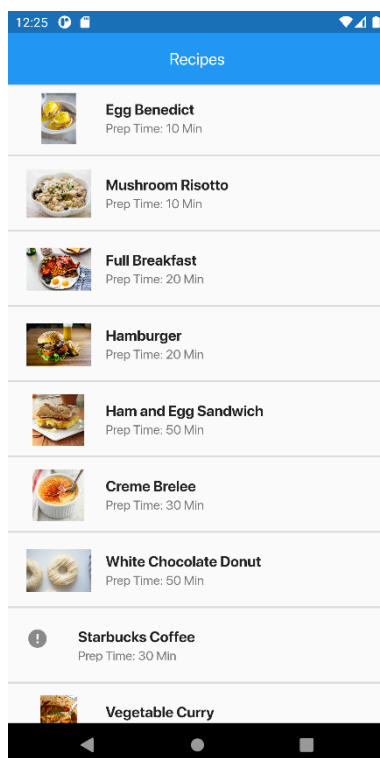 12:25
Recipes
Egg Benedict
Prep Time: 10 Min
Mushroom Risotto
Prep Time: 10 Min
Full Breakfast
Prep Time: 20 Min
Hamburger
Prep Time: 20 Min
Ham and Egg Sandwich
Prep Time: 50 Min
Creme Brelee
Prep Time: 30 Min
White Chocolate Donut
Prep Time: 50 Min
Starbucks Coffee
Prep Time: 30 Min
Vegetable Curry